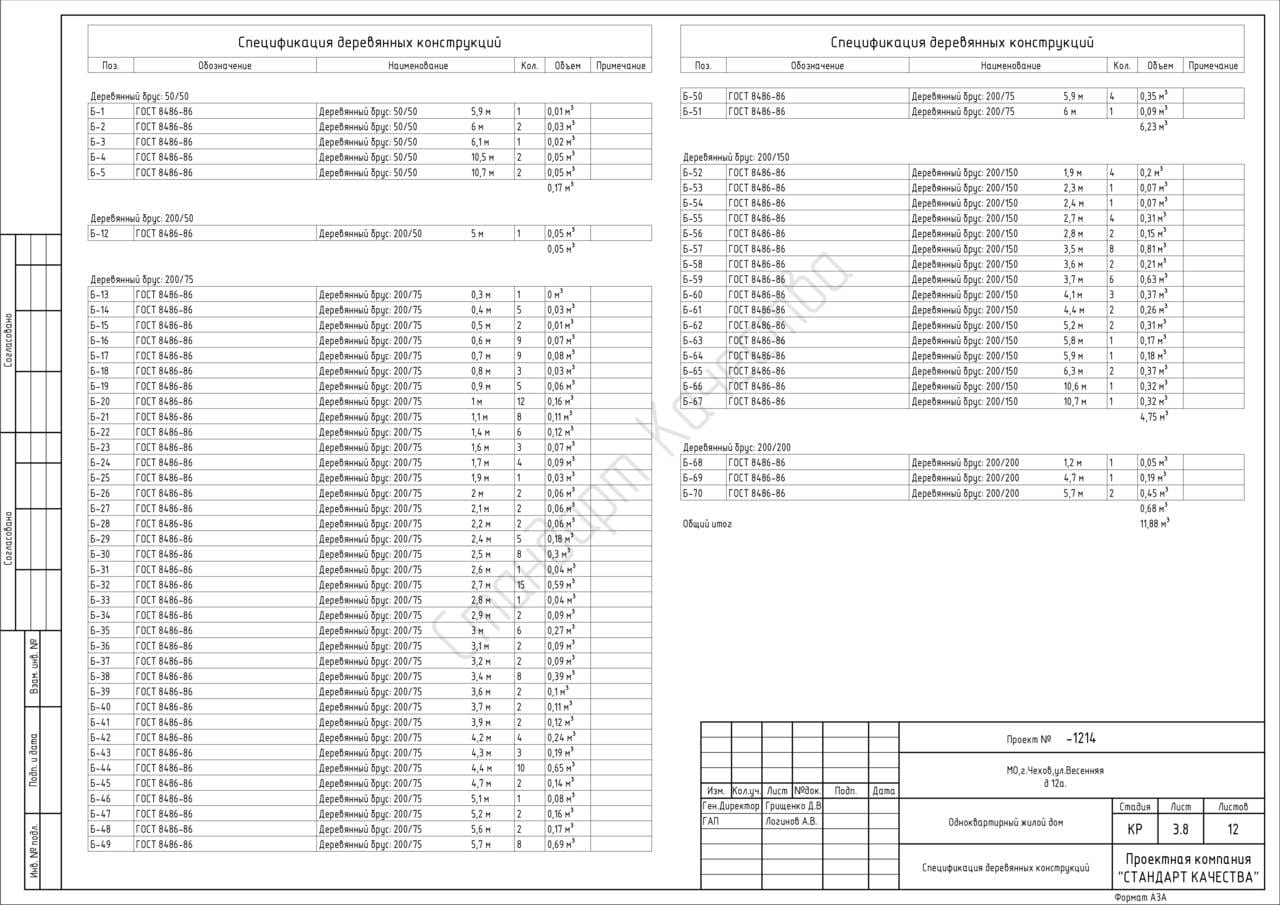 Спецификация деревянных конструкций
Поз. Обозначение Наименование Кол. Объем Примечание
Деревянный брус: 50/50
Б-1 ГОСТ 8486-86 Деревянный брус: 50/50 5,9 м 1 0,01 м³
Б-2 ГОСТ 8486-86 Деревянный брус: 50/50 6 м 2 0,03 м³
Б-3 ГОСТ 8486-86 Деревянный брус: 50/50 6,1 м 1 0,02 м³
Б-4 ГОСТ 8486-86 Деревянный брус: 50/50 10,5 м 2 0,05 м³
Б-5 ГОСТ 8486-86 Деревянный брус: 50/50 10,7 м 2 0,05 м³
0,17 м³
Деревянный брус: 200/50
Б-12 ГОСТ 8486-86 Деревянный брус: 200/50 5 м 1 0,05 м³
0,05 м³
Деревянный брус: 200/75
Б-13 ГОСТ 8486-86 Деревянный брус: 200/75 0,3 м 1 0 м³
Б-14 ГОСТ 8486-86 Деревянный брус: 200/75 0,4 м 5 0,03 м³
Б-15 ГОСТ 8486-86 Деревянный брус: 200/75 0,5 м 2 0,01 м³
Б-16 ГОСТ 8486-86 Деревянный брус: 200/75 0,6 м 9 0,07 м³
Б-17 ГОСТ 8486-86 Деревянный брус: 200/75 0,7 м 9 0,08 м³
Б-18 ГОСТ 8486-86 Деревянный брус: 200/75 0,8 м 3 0,03 м³
Б-19 ГОСТ 8486-86 Деревянный брус: 200/75 0,9 м 5 0,06 м³
Б-20 ГОСТ 8486-86 Деревянный брус: 200/75 1 м 12 0,16 м³
Б-21 ГОСТ 8486-86 Деревянный брус: 200/75 1,1 м 8 0,11 м³
Б-22 ГОСТ 8486-86 Деревянный брус: 200/75 1,4 м 6 0,12 м³
Б-23 ГОСТ 8486-86 Деревянный брус: 200/75 1,6 м 3 0,07 м³
Б-24 ГОСТ 8486-86 Деревянный брус: 200/75 1,7 м 4 0,09 м³
Б-25 ГОСТ 8486-86 Деревянный брус: 200/75 1,9 м 1 0,03 м³
Б-26 ГОСТ 8486-86 Деревянный брус: 200/75 2 м 2 0,06 м³
Б-27 ГОСТ 8486-86 Деревянный брус: 200/75 2,1 м 2 0,06 м³
Б-28 ГОСТ 8486-86 Деревянный брус: 200/75 2,2 м 2 0,06 м³
Б-29 ГОСТ 8486-86 Деревянный брус: 200/75 2,4 м 5 0,18 м³
Б-30 ГОСТ 8486-86 Деревянный брус: 200/75 2,5 м 8 0,3 м³
Б-31 ГОСТ 8486-86 Деревянный брус: 200/75 2,6 м 1 0,04 м³
Б-32 ГОСТ 8486-86 Деревянный брус: 200/75 2,7 м 15 0,59 м³
Б-33 ГОСТ 8486-86 Деревянный брус: 200/75 2,8 м 1 0,04 м³
Б-34 ГОСТ 8486-86 Деревянный брус: 200/75 2,9 м 2 0,09 м³
Б-35 ГОСТ 8486-86 Деревянный брус: 200/75 3 м 6 0,27 м³
Б-36 ГОСТ 8486-86 Деревянный брус: 200/75 3,1 м 2 0,09 м³
Б-37 ГОСТ 8486-86 Деревянный брус: 200/75 3,2 м 2 0,09 м³
Б-38 ГОСТ 8486-86 Деревянный брус: 200/75 3,4 м 8 0,39 м³
Б-39 ГОСТ 8486-86 Деревянный брус: 200/75 3,6 м 2 0,1 м³
Б-40 ГОСТ 8486-86 Деревянный брус: 200/75 3,7 м 2 0,11 м³
Б-41 ГОСТ 8486-86 Деревянный брус: 200/75 3,9 м 2 0,12 м³
Б-42 ГОСТ 8486-86 Деревянный брус: 200/75 4,2 м 4 0,24 м³
Б-43 ГОСТ 8486-86 Деревянный брус: 200/75 4,3 м 3 0,19 м³
Б-44 ГОСТ 8486-86 Деревянный брус: 200/75 4,4 м 10 0,65 м³
Б-45 ГОСТ 8486-86 Деревянный брус: 200/75 4,7 м 2 0,14 м³
Б-46 ГОСТ 8486-86 Деревянный брус: 200/75 5,1 м 1 0,08 м³
Б-47 ГОСТ 8486-86 Деревянный брус: 200/75 5,2 м 2 0,16 м³
Б-48 ГОСТ 8486-86 Деревянный брус: 200/75 5,6 м 2 0,17 м³
Б-49 ГОСТ 8486-86 Деревянный брус: 200/75 5,7 м 8 0,69 м³
Спецификация деревянных конструкций
Поз. Обозначение Наименование Кол. Объем Примечание
Б-50 ГОСТ 8486-86 Деревянный брус: 200/75 5,9 м 4 0,35 м³
Б-51 ГОСТ 8486-86 Деревянный брус: 200/75 6 м 1 0,09 м³
6,23 м³
Деревянный брус: 200/150
Б-52 ГОСТ 8486-86 Деревянный брус: 200/150 1,9 м 4 0,2 м³
Б-53 ГОСТ 8486-86 Деревянный брус: 200/150 2,3 м 1 0,07 м³
Б-54 ГОСТ 8486-86 Деревянный брус: 200/150 2,4 м 1 0,07 м³
Б-55 ГОСТ 8486-86 Деревянный брус: 200/150 2,7 м 4 0,31 м³
Б-56 ГОСТ 8486-86 Деревянный брус: 200/150 2,8 м 2 0,15 м³
Б-57 ГОСТ 8486-86 Деревянный брус: 200/150 3,5 м 8 0,81 м³
Б-58 ГОСТ 8486-86 Деревянный брус: 200/150 3,6 м 2 0,21 м³
Б-59 ГОСТ 8486-86 Деревянный брус: 200/150 3,7 м 6 0,63 м³
Б-60 ГОСТ 8486-86 Деревянный брус: 200/150 4,1 м 3 0,37 м³
Б-61 ГОСТ 8486-86 Деревянный брус: 200/150 4,4 м 2 0,26 м³
Б-62 ГОСТ 8486-86 Деревянный брус: 200/150 5,2 м 2 0,31 м³
Б-63 ГОСТ 8486-86 Деревянный брус: 200/150 5,8 м 1 0,17 м³
Б-64 ГОСТ 8486-86 Деревянный брус: 200/150 5,9 м 1 0,18 м³
Б-65 ГОСТ 8486-86 Деревянный брус: 200/150 6,3 м 2 0,37 м³
Б-66 ГОСТ 8486-86 Деревянный брус: 200/150 10,6 м 1 0,32 м³
Б-67 ГОСТ 8486-86 Деревянный брус: 200/150 10,7 м 1 0,32 м³
4,75 м³
Деревянный брус: 200/200
Б-68 ГОСТ 8486-86 Деревянный брус: 200/200 1,2 м 1 0,05 м³
Б-69 ГОСТ 8486-86 Деревянный брус: 200/200 4,7 м 1 0,19 м³
Б-70 ГОСТ 8486-86 Деревянный брус: 200/200 5,7 м 2 0,45 м³
0,68 м³
Общий итог 11,88 м³
Стандарт Качества
Согласовано
Согласовано
Взам. инв. №
Подп. и дата
Инв. № подл.
Проект № -1214
МО,г.Чехов,ул.Весенняя
д 12а.
Изм. Кол.уч. Лист №док. Подп. Дата
Ген.Директор Грищенко Д.В
ГАП Логинов А.В.
Одноквартирный жилой дом
Стадия Лист Листов
КР 3.8 12
Спецификация деревянных конструкций
Проектная компания
"СТАНДАРТ КАЧЕСТВА"
Формат А3А